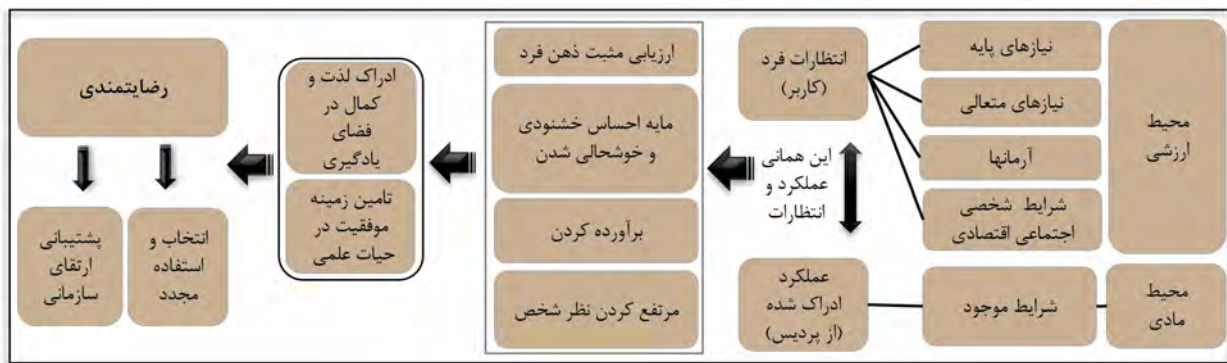 محیط
ارزشی
نیازهای پایه
نیازهای متعالی
آرمانها
شرایط شخصی
اجتماعی اقتصادی
محیط
مادی
شرایط موجود
انتظارات فرد
(کاربر)
این همانی
عملکرد و
انتظارات
عملکرد
ادراک شده
(از پردیس)
ارزیابی مثبت ذهن فرد
مایه احساس خشنودی
و خوشحالی شدن
برآورده کردن
مرتفع کردن نظر شخص
ادراک لذت و
کمال در
فضای
یادگیری
تامین زمینه
موفقیت در
حیات علمی
رضایتمندی
انتخاب و
استفاده
مجدد
پشتیبانی
ارتقای
سازمانی